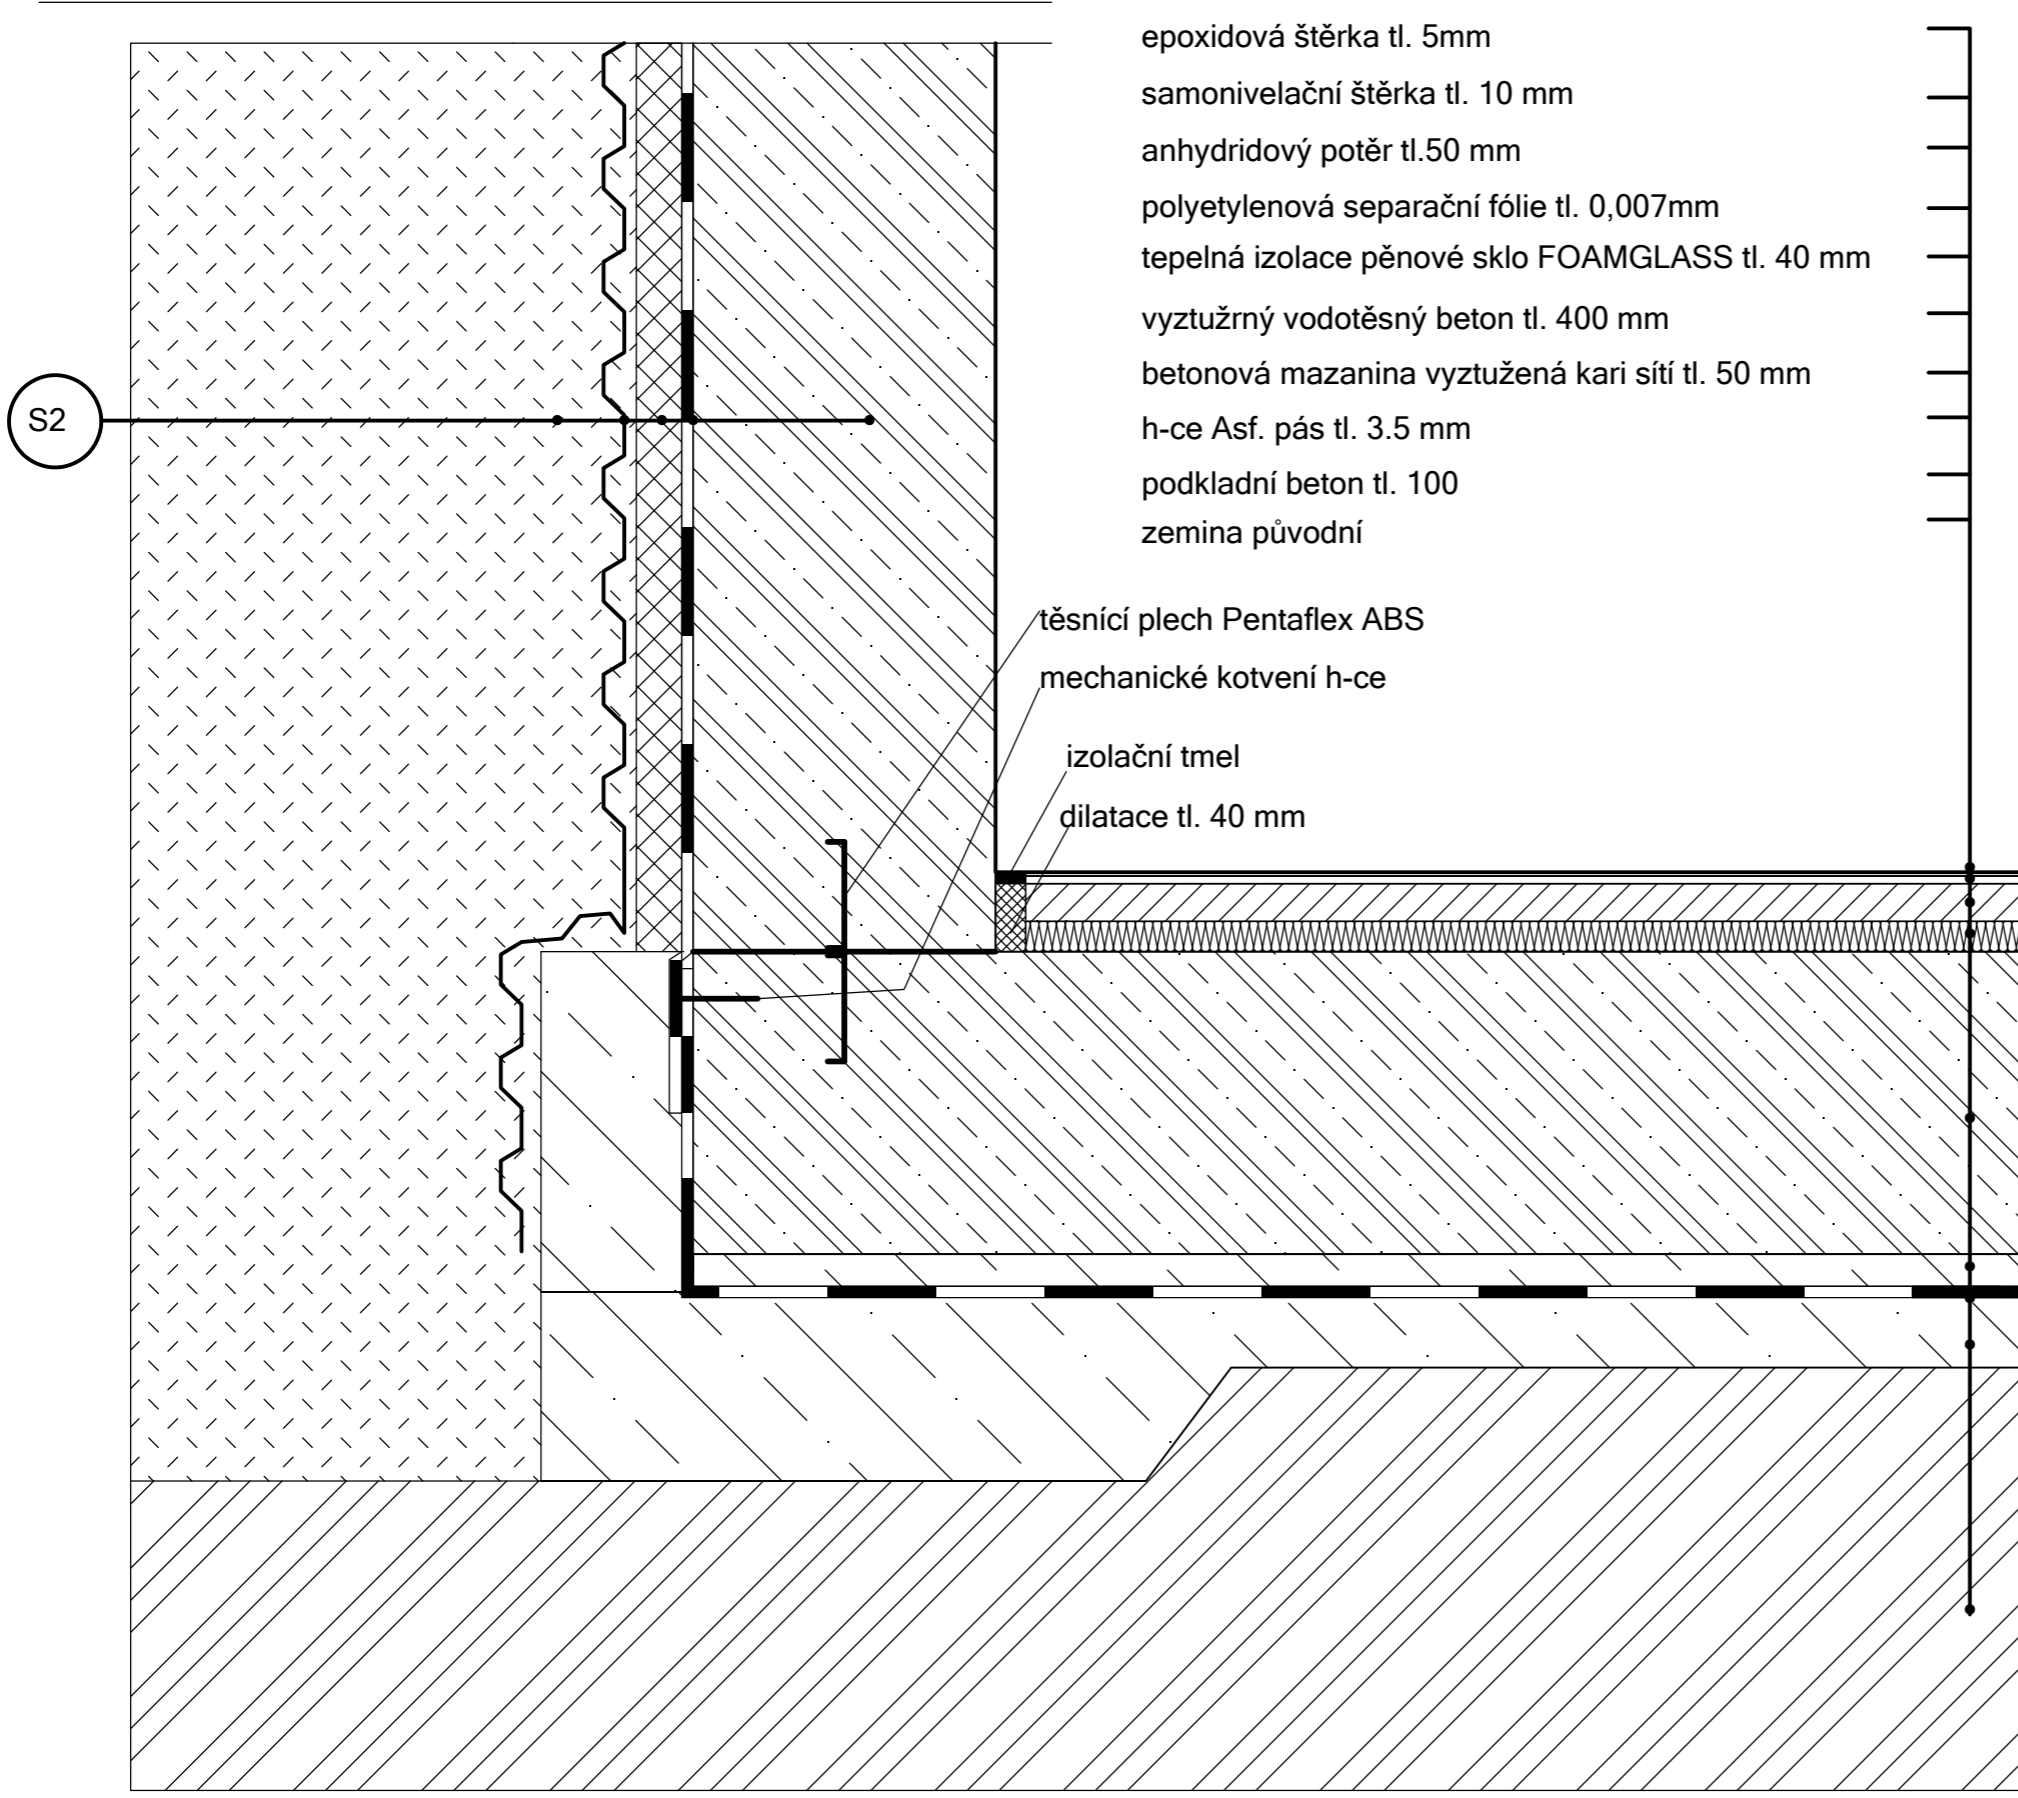 epoxidová štěrka tl. 5mm
samonivelační štěrka tl. 10 mm
anhydridový potěr tl.50 mm
polyetylenová separační fólie tl. 0,007mm
tepelná izolace pěnové sklo FOAMGLASS tl. 40 mm
vyztužrný vodotěsný beton tl. 400 mm
betonová mazanina vyztužená kari sítí tl. 50 mm
S2
h-ce Asf. pás tl. 3.5 mm
podkladní beton tl. 100
zemina původní
těsnící plech Pentaflex ABS
mechanické kotvení h-ce
izolační tmel
dilatace tl. 40 mm